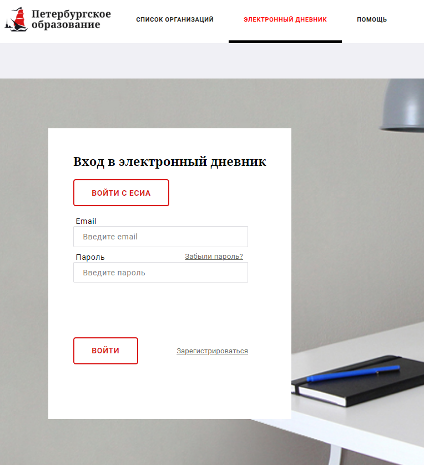 Петербургское
образование
СПИСОК ОРГАНИЗАЦИЙ
ЭЛЕКТРОННЫЙ ДНЕВНИК
ПОМОЩЬ
Вход в электронный дневник
ВОЙТИ С ЕСИА
Email
Введите email
Пароль
Забыли пароль?
Введите пароль
ВОЙТИ
Зарегистрироваться